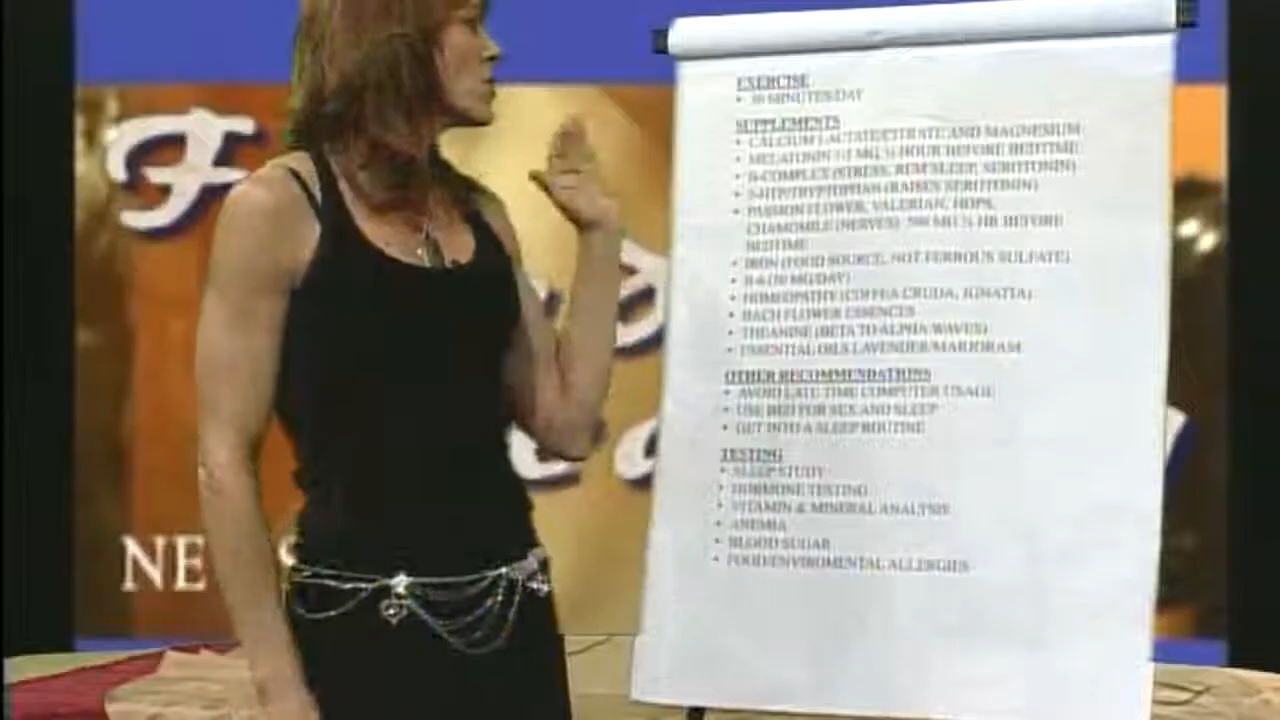 F
NE
EXERCISE
• 30 MINUTES/DAY
SUPPLEMENTS
• CALCIUM LACTATE/CITRATE AND MAGNESIUM
• MELATONIN MG, ½ HOUR BEFORE BEDTIME
• B-COMPLEX (STRESS, REM SLEEP, SEROTONIN)
• 5-HTP/TRYPTOPHAN (RAISES SEROTONIN)
• PASSION FLOWER, VALERIAN, HOPS,
CHAMOMILE (NERVES) MG ½ HR BEFORE
BEDTIME
• IRON (FOOD SOURCE, NOT FERROUS SULFATE)
• MG/DAY)
• HOMEOPATHY (COFFEA CRUDA, IGNATIA)
• BACH FLOWER ESSENCES
• THEANINE (BETA TO ALPHA WAVES)
• ESSENTIAL OILS LAVENDER/MARJORAM
OTHER RECOMMENDATIONS
• AVOID LATE TIME COMPUTER USAGE
• USE BED FOR SEX AND SLEEP
• GET INTO A SLEEP ROUTINE
TESTING
• SLEEP STUDY
• HORMONE TESTING
• VITAMIN & MINERAL ANALYSIS
• ANEMIA
• BLOOD SUGAR
• FOOD/ENVIROMENTAL ALLERGIES